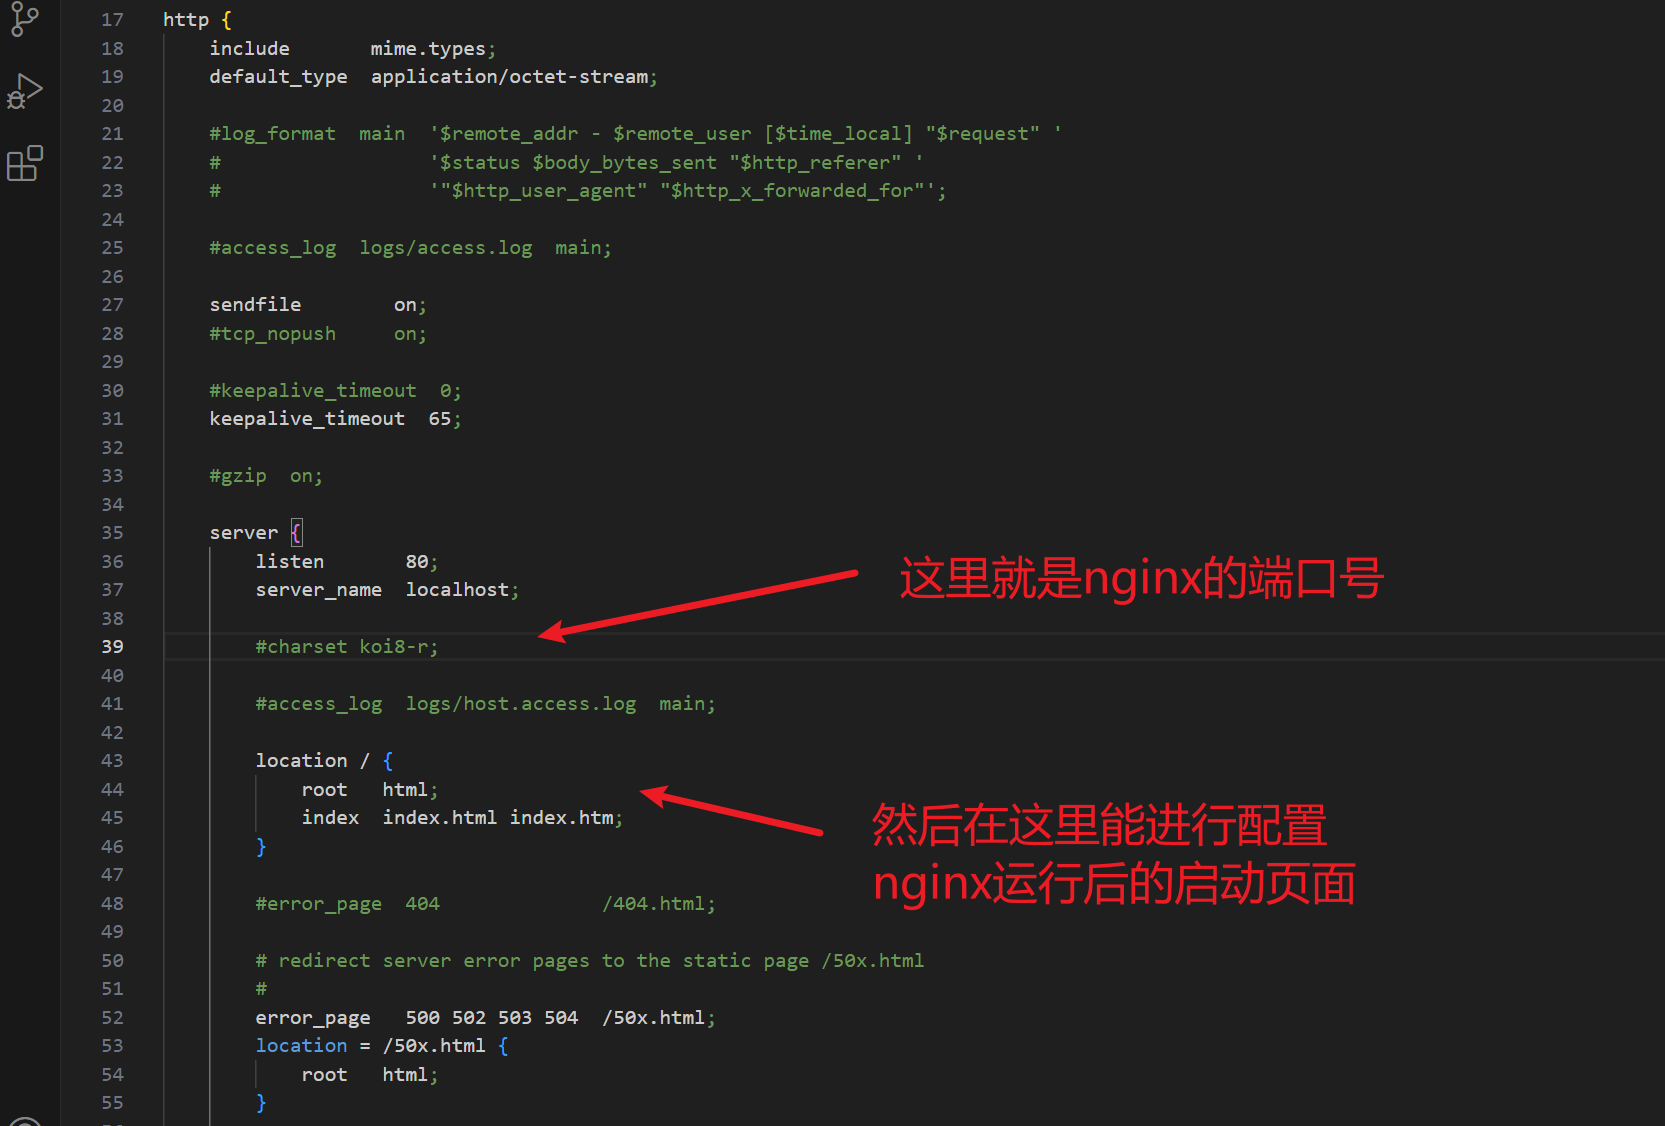 17 http {
18 include mime.types;
19 default_type application/octet-stream;
20
21 #log_format main '$remote_addr - $remote_user [$time_local] "$request" '
22 # '$status $body_bytes_sent "$http_referer" '
23 # '"$http_user_agent" "$http_x_forwarded_for"';
24
25 #access_log logs/access.log main;
26
27 sendfile on;
28 #tcp_nopush on;
29
30 #keepalive_timeout 0;
31 keepalive_timeout 65;
32
33 #gzip on;
34
35 server {
36 listen 80;
这里就是nginx的端口号
37 server_name localhost;
38
39 #charset koi8-r;
40
41 #access_log logs/host.access.log main;
42
43 location / {
44 root html;
45 index index.html index.htm;
然后在这里能进行配置
46 }
47
nginx运行后的启动页面
48 #error_page 404 /404.html;
49
50 # redirect server error pages to the static page /50x.html
51 #
52 error_page 500 502 503 504 /50x.html;
53 location = /50x.html {
54 root html;
55 }